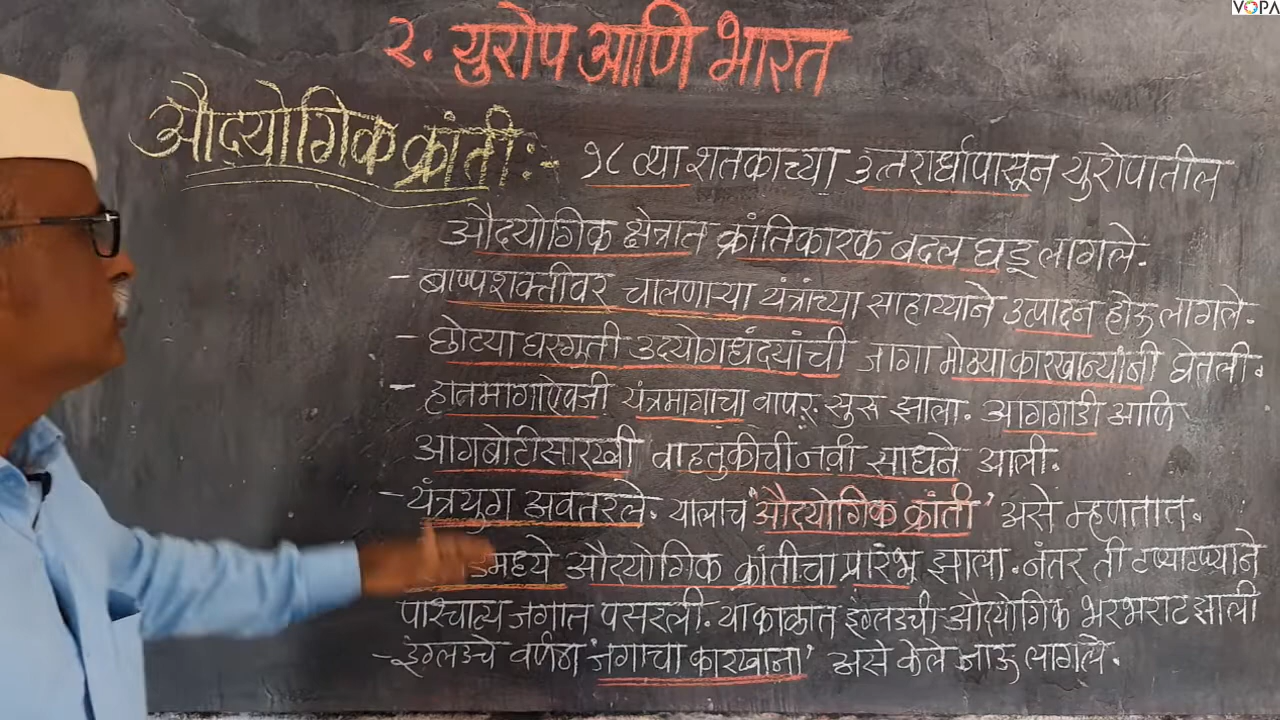 VOPA
२. युरोप आणि भारत
औद्योगिक क्रांती :- १८ व्या शतकाच्या उत्तरार्धापासून युरोपातील
औद्योगिक क्षेत्रात क्रांतिकारक बदल घडू लागले.
- बाष्पशक्तीवर चालणाऱ्या यंत्रांच्या साहाय्याने उत्पादन होऊ लागले.
- छोट्या घरगुती उद्योगधंद्यांची जागा मोठ्या कारखान्यांनी घेतली.
- हातमागाऐवजी यंत्रमागाचा वापर सुरू झाला. आगगाडी आणि
आगबोटीसारखी वाहतुकीची नवी साधने आली.
- यंत्रयुग अवतरले. यालाच 'औद्योगिक क्रांती' असे म्हणतात.
औद्योगिक क्रांतीचा प्रारंभ झाला. नंतर ती टप्याटप्याने
पाश्चात्य जगात पसरली. या काळात इंग्लंडची औद्योगिक भरभराट झाली
- इंग्लंडचे वर्णन 'जगाचा कारखाना' असे केले जाऊ लागले.